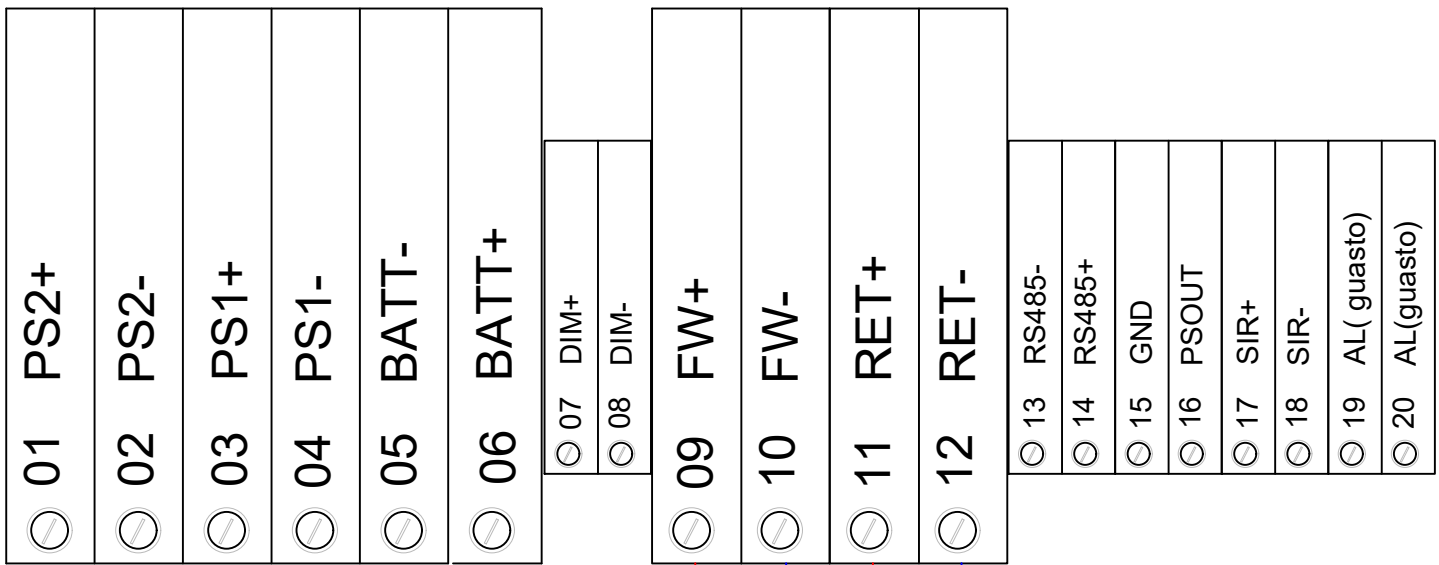 01 PS2+
02 PS2-
03 PS1+
04 PS1-
05 BATT-
06 BATT+
07 DIM+
08 DIM-
09 FW+
10 FW-
11 RET+
12 RET-
13 RS485-
14 RS485+
15 GND
16 PSOUT
17 SIR+
18 SIR-
19 AL( guasto)
20 AL(guasto)